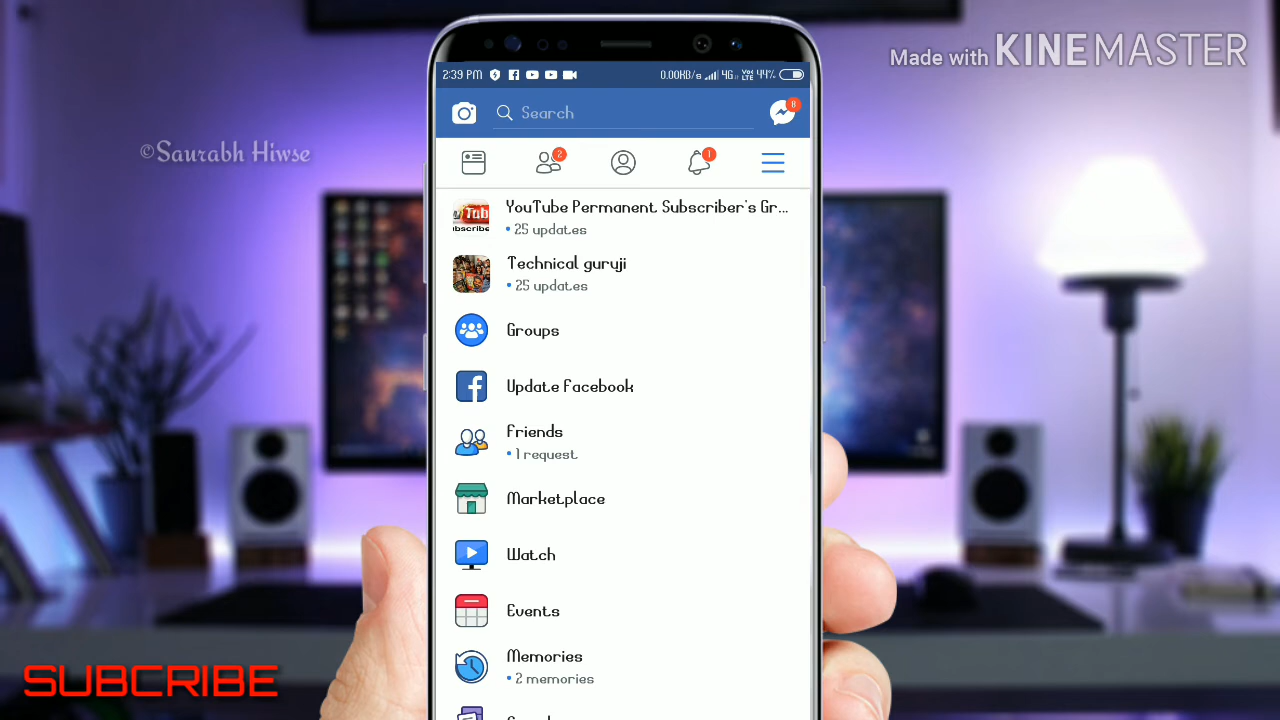 Made with KINEMASTER
©Saurabh Hiwse
2:39 PM
0.00KB/s 4G VoLTE 44%
Search
8
2
1
YouTube Permanent Subscriber's Gr...
• 25 updates
Technical guruji
• 25 updates
Groups
Update Facebook
Friends
• 1 request
Marketplace
Watch
Events
Memories
• 2 memories
SUBCRIBE